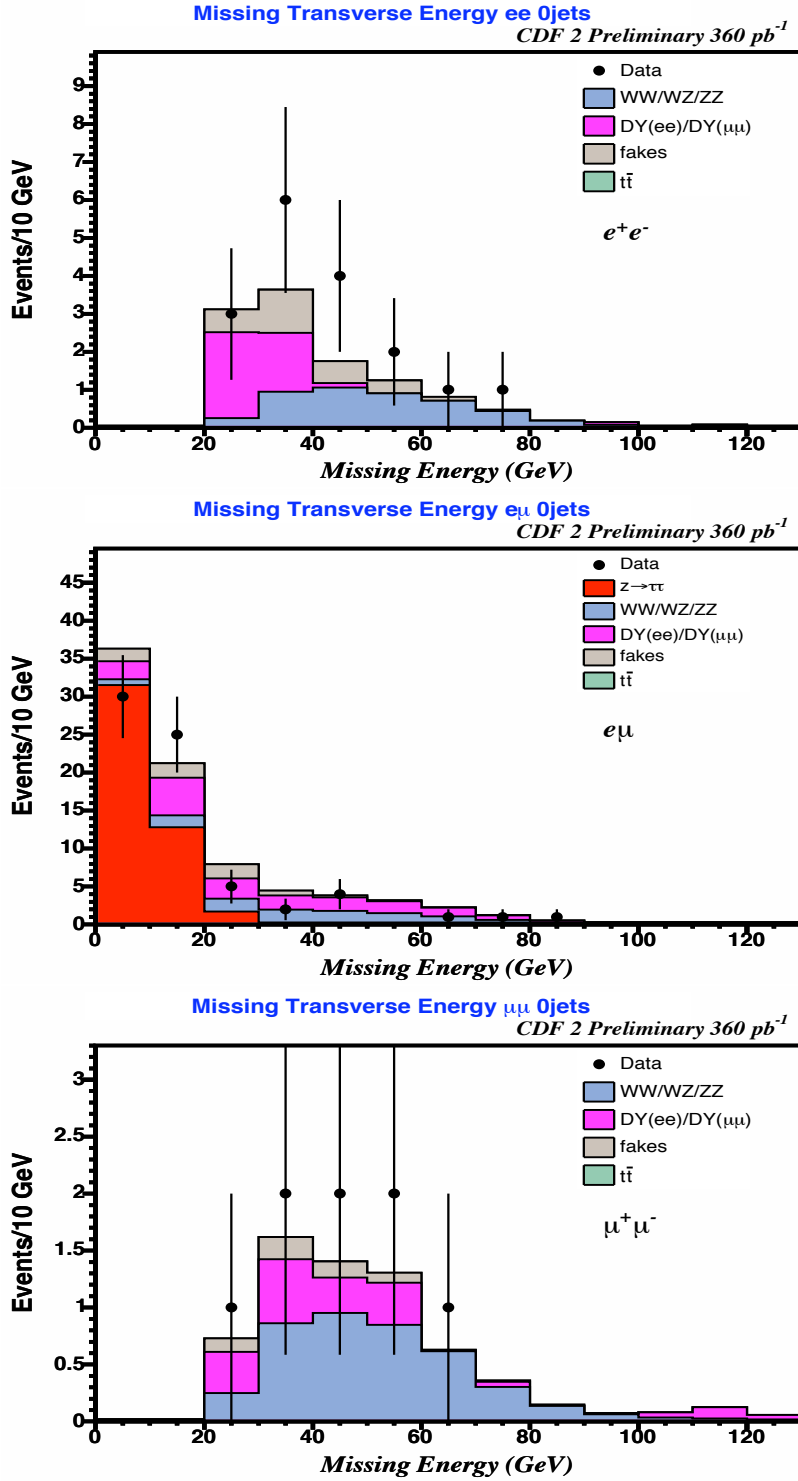 Missing Transverse Energy ee 0jets
CDF 2 Preliminary 360 pb⁻¹
Data
WW/WZ/ZZ
DY(ee)/DY(μμ)
fakes
tt̄
e⁺e⁻
Events/10 GeV
9
8
7
6
5
4
3
2
1
0
0 20 40 60 80 100 120
Missing Energy (GeV)
Missing Transverse Energy eμ 0jets
CDF 2 Preliminary 360 pb⁻¹
Data
z→ττ
WW/WZ/ZZ
DY(ee)/DY(μμ)
fakes
tt̄
eμ
Events/10 GeV
45
40
35
30
25
20
15
10
5
0
0 20 40 60 80 100 120
Missing Energy (GeV)
Missing Transverse Energy μμ 0jets
CDF 2 Preliminary 360 pb⁻¹
Data
WW/WZ/ZZ
DY(ee)/DY(μμ)
fakes
tt̄
μ⁺μ⁻
Events/10 GeV
3
2.5
2
1.5
1
0.5
0
0 20 40 60 80 100 120
Missing Energy (GeV)